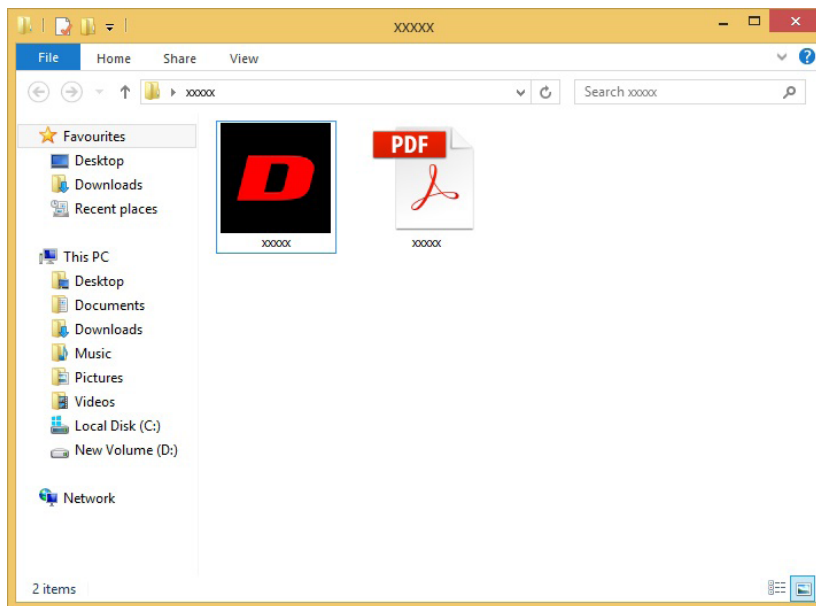 xxxxx
File Home Share View
xxxxx
Search xxxxx
Favourites
Desktop
Downloads
Recent places
This PC
Desktop
Documents
Downloads
Music
Pictures
Videos
Local Disk (C:)
New Volume (D:)
Network
D
xxxxx
PDF
xxxxx
2 items